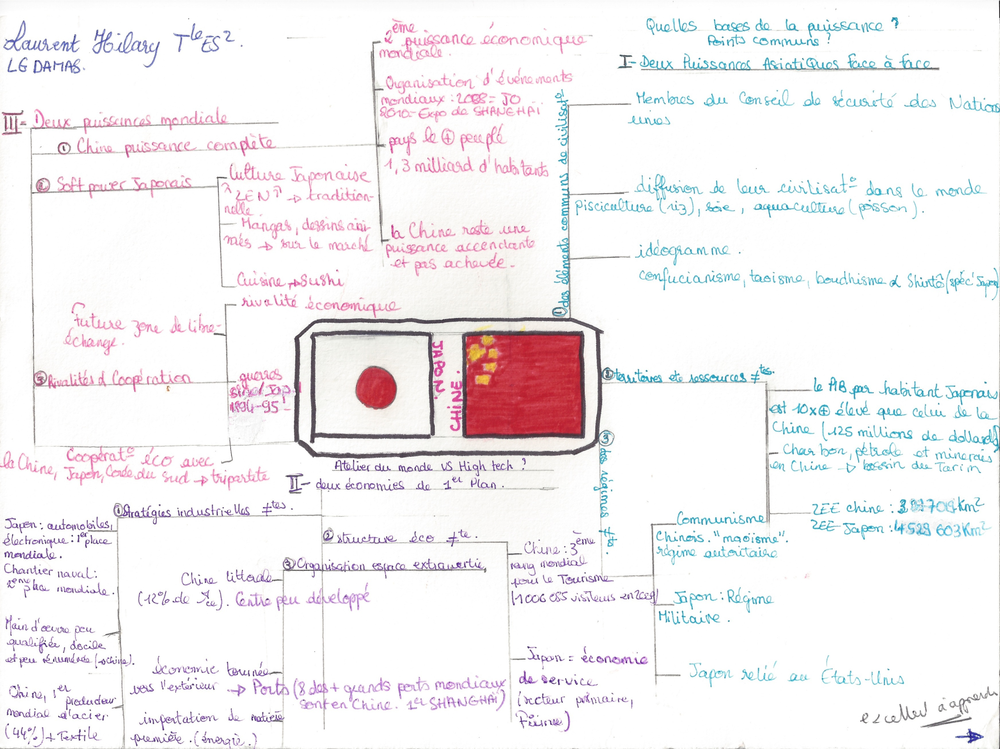 Laurent Hilary Tle ES2.
LG DAMAS.
Quelles bases de la puissance ?
Points communs ?
I- Deux Puissances AsiatiQues face à face
① des éléments communs de civilisat°
Membres du Conseil de sécurité des Nations
unies
diffusion de leur civilisat° dans le monde
pisciculture (riz), soie, aquaculture (poisson).
idéogramme.
confucianisme, taoisme, boudhisme & Shintô (spéc' Japon)
② territoires etc ressources ≠tes.
le PIB par habitant Japonais
est 10x⊕ élevé que celui de la
Chine (125 millions de dollards)
Charbon, pétrole et minerais
en Chine → bassin du Tarim
ZEE chine : Km²
ZEE Japon : 4 529 603 Km²
③ des régimes ≠ts.
Communisme
Chinois. "maoïsme".
régime autoritaire
Japon : Régime
Militaire.
Japon relié au États-Unis
Atelier du monde VS High tech ?
II- deux économies de 1er Plan.
① Stratégies industrielles ≠tes.
Japon : automobiles,
électronique : 1er place
mondiale.
Chantier naval :
2ème place mondiale.
Main d'œuvre peu
qualifiée, docile
et peu rénumérée (→chine).
Chine, 1er
producteur
mondial d'acier
(44%) + Textile
② structure éco ≠te.
Chine : 3ème
rang mondial
pour le Tourisme
(1 006 085 visiteurs en 2009)
Japon = économie
de service
(secteur primaire,
③ Organisation espace extravertie,
Chine littorale
(12% de ). Centre peu développé
économie tournée
vers l'extérieur → Ports (8 des + grands ports mondiaux
sont en Chine. 1er SHANGHAÏ)
importation de matière
première. (énergie.)
III- Deux puissances mondiale
① Chine puissance complète
2ème puissance économique
mondiale.
Organisation d'événements
mondiaux : 2008 = JO
2010 - Expo de SHANGHAÏ
pays le ⊕ peuplé
1,3 milliard d'habitants
la Chine reste une
puissance accendante
et pas achevée.
② Soft power Japonais
Culture Japonaise
"ZEN" → tradition-
nelle.
Mangas, dessins ani-
més → sur le marché
Cuisine → Sushi
③ Rivalités & Coopération
rivalité économique
Future zone de libre-
échange.
guerres
sino/Jap.
1894-95
Coopérat° éco avec
la Chine, Japon, Corée du Sud → tripartite
JAPON.
CHINE.
excellent à apprendre